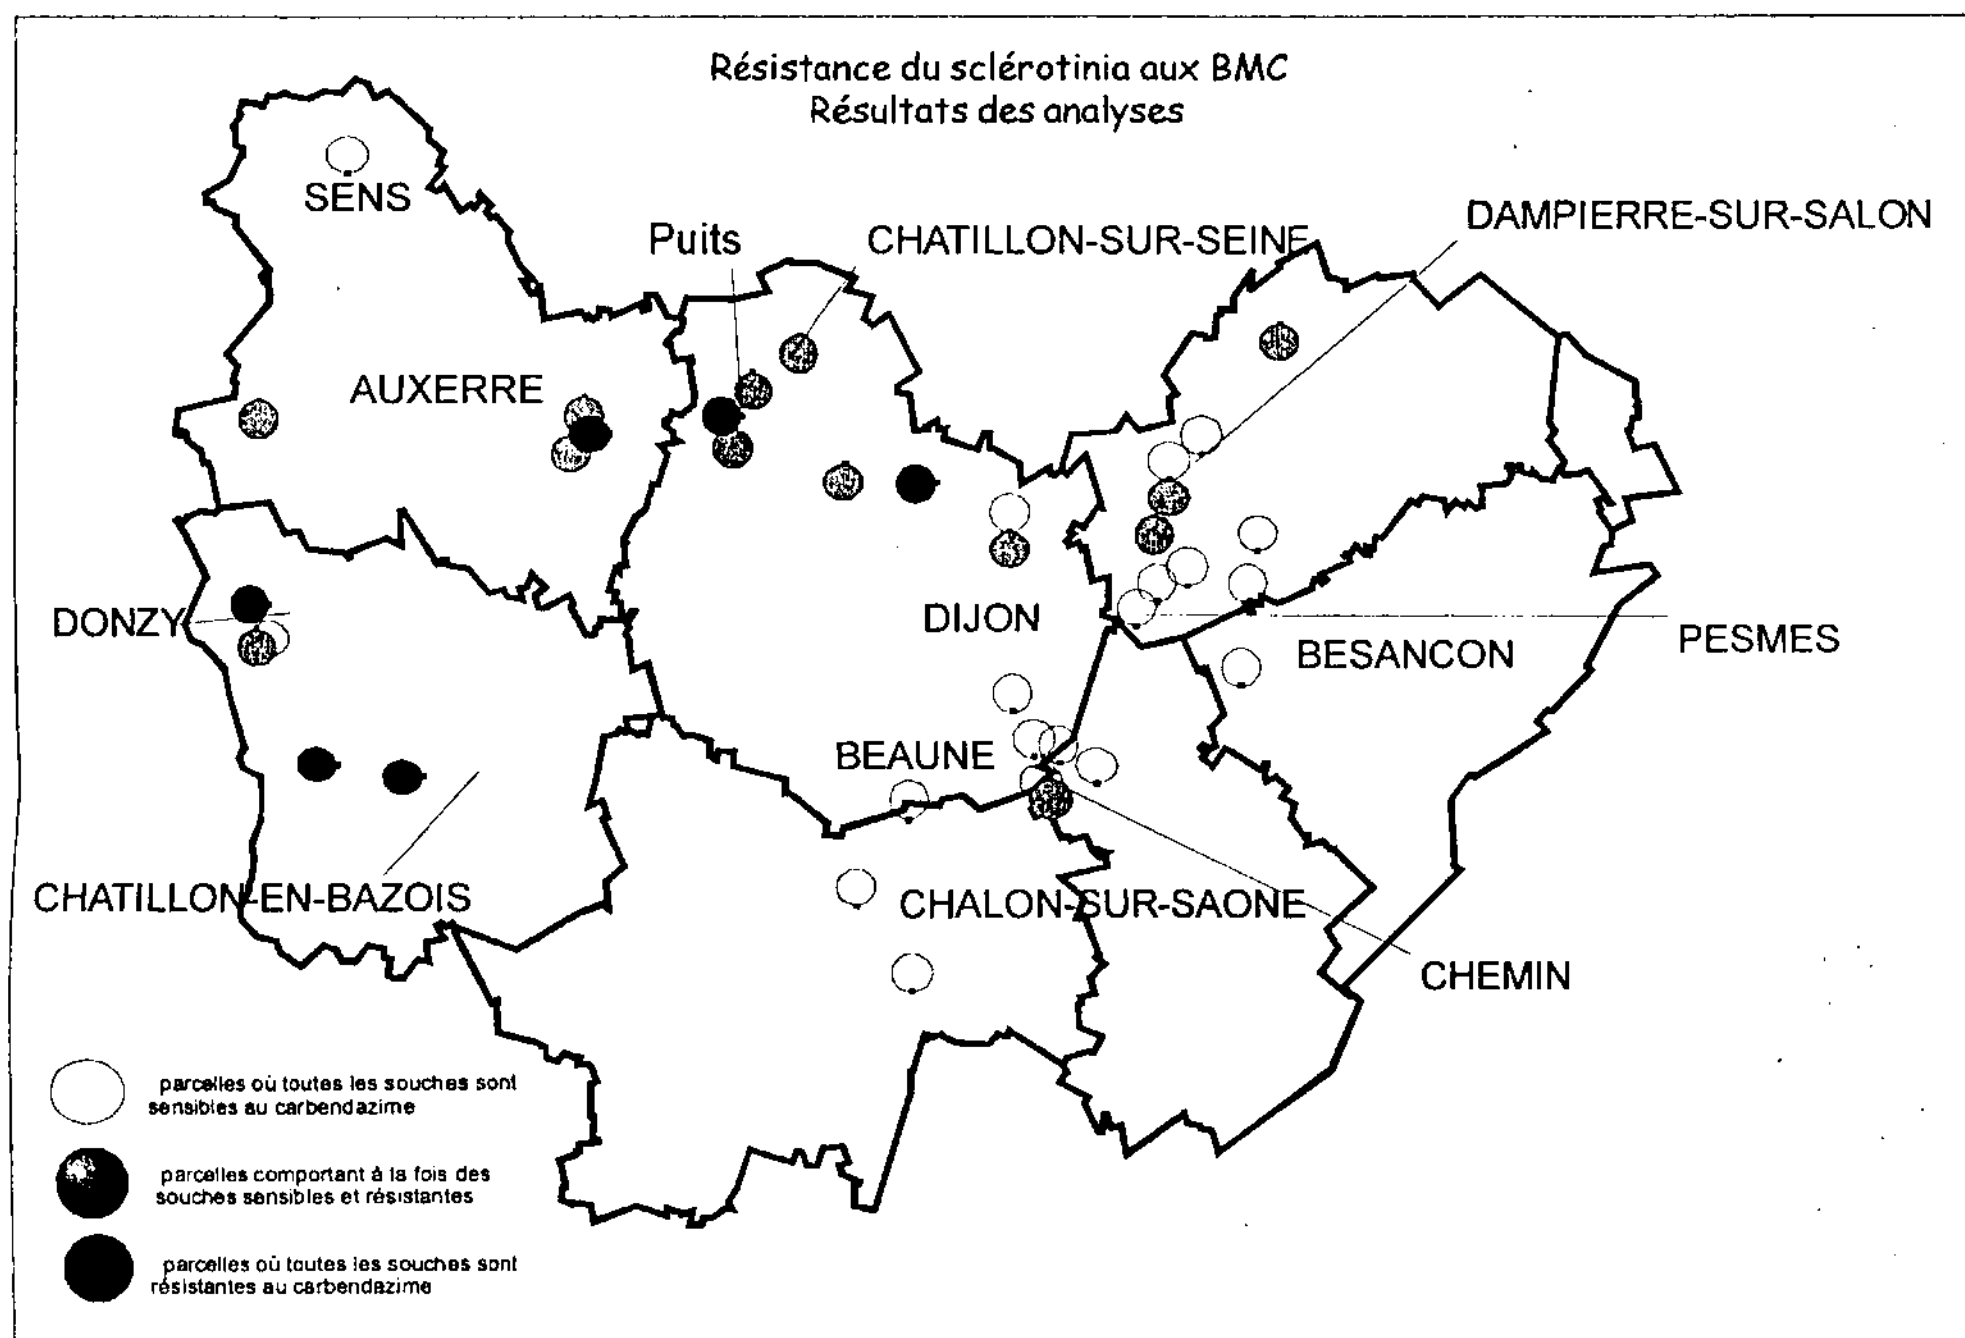 Résistance du sclérotinia aux BMC
Résultats des analyses
SENS
DAMPIERRE-SUR-SALON
Puits
CHATILLON-SUR-SEINE
AUXERRE
DONZY
DIJON
BESANCON
PESMES
BEAUNE
CHATILLON-EN-BAZOIS
CHALON-SUR-SAONE
CHEMIN
parcelles où toutes les souches sont
sensibles au carbendazime
parcelles comportant à la fois des
souches sensibles et résistantes
parcelles où toutes les souches sont
résistantes au carbendazime